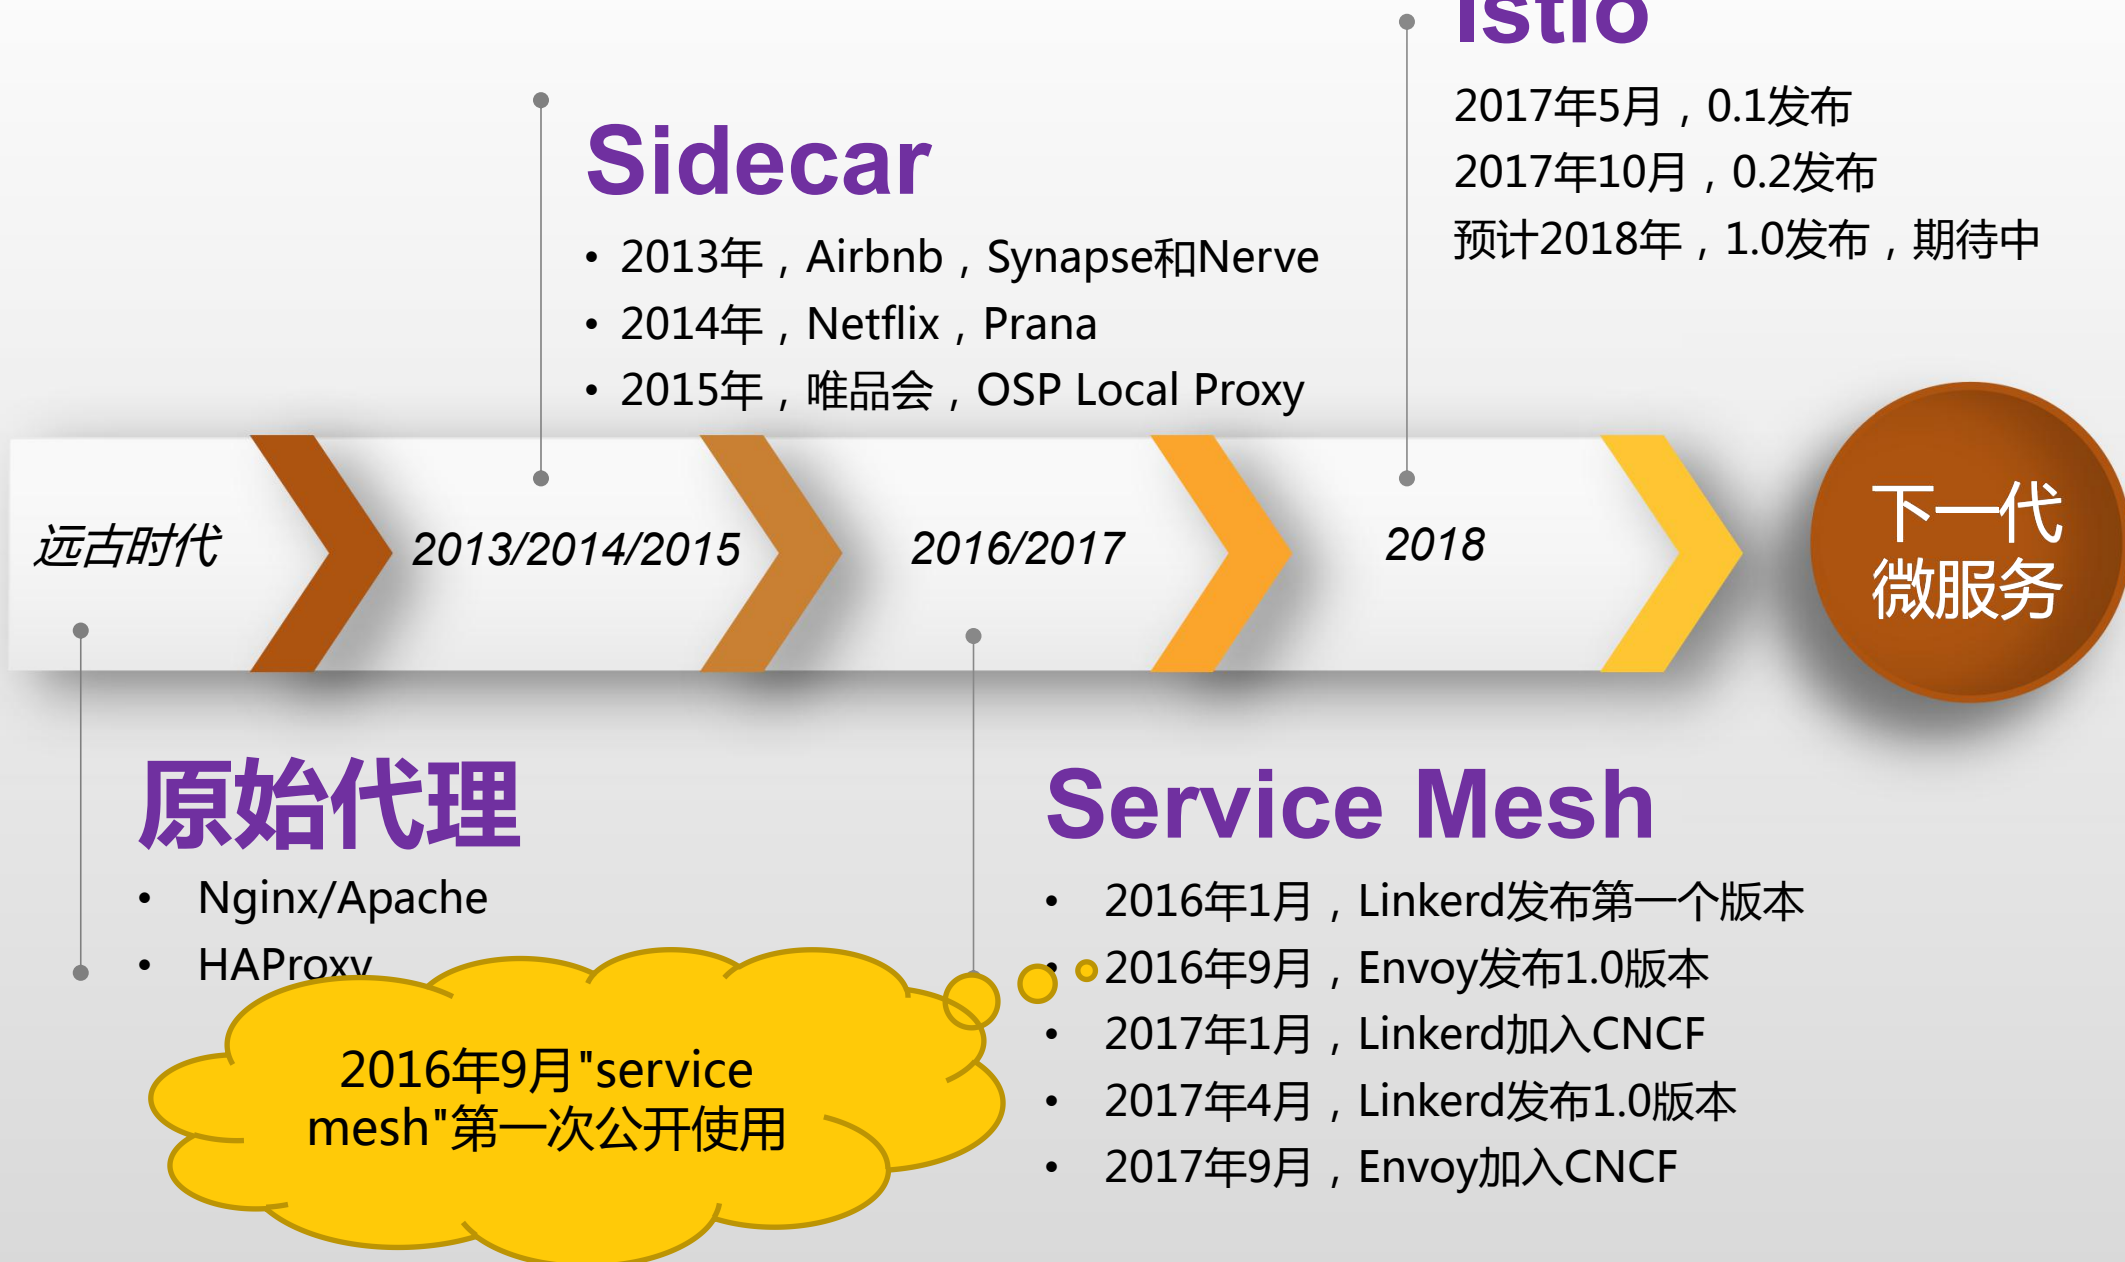 Istio
2017年5月，0.1发布
2017年10月，0.2发布
预计2018年，1.0发布，期待中
Sidecar
• 2013年，Airbnb，Synapse和Nerve
• 2014年，Netflix，Prana
• 2015年，唯品会，OSP Local Proxy
远古时代
2013/2014/2015
2016/2017
2018
下一代
微服务
原始代理
• Nginx/Apache
• HAProxy
2016年9月"service
mesh"第一次公开使用
Service Mesh
• 2016年1月，Linkerd发布第一个版本
• 2016年9月，Envoy发布1.0版本
• 2017年1月，Linkerd加入CNCF
• 2017年4月，Linkerd发布1.0版本
• 2017年9月，Envoy加入CNCF